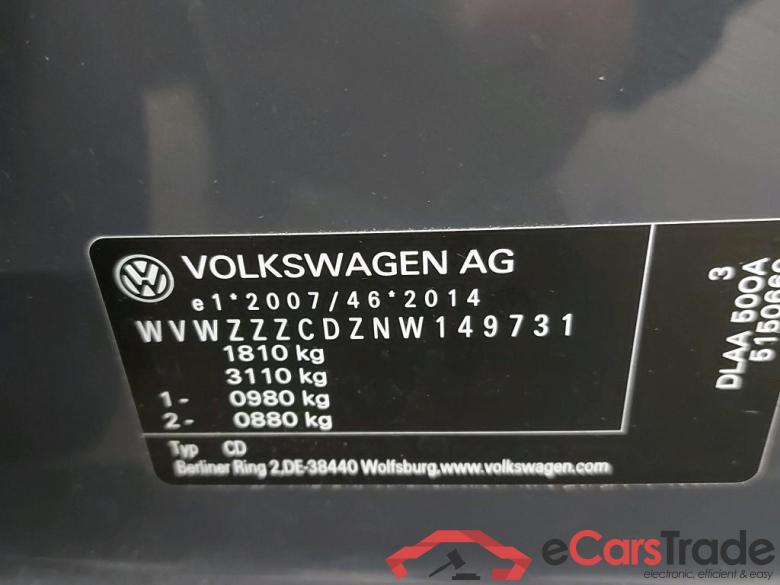 VOLKSWAGEN AG
e1*2007/46*2014
WVWZZZCDZNW149731
1810 kg
3110 kg
1- 0980 kg
2- 0880 kg
Typ CD
Berliner Ring 2,DE-38440 Wolfsburg,www.volkswagen.com
3
DLAA 500A
eCarsTrade
electronic, efficient & easy